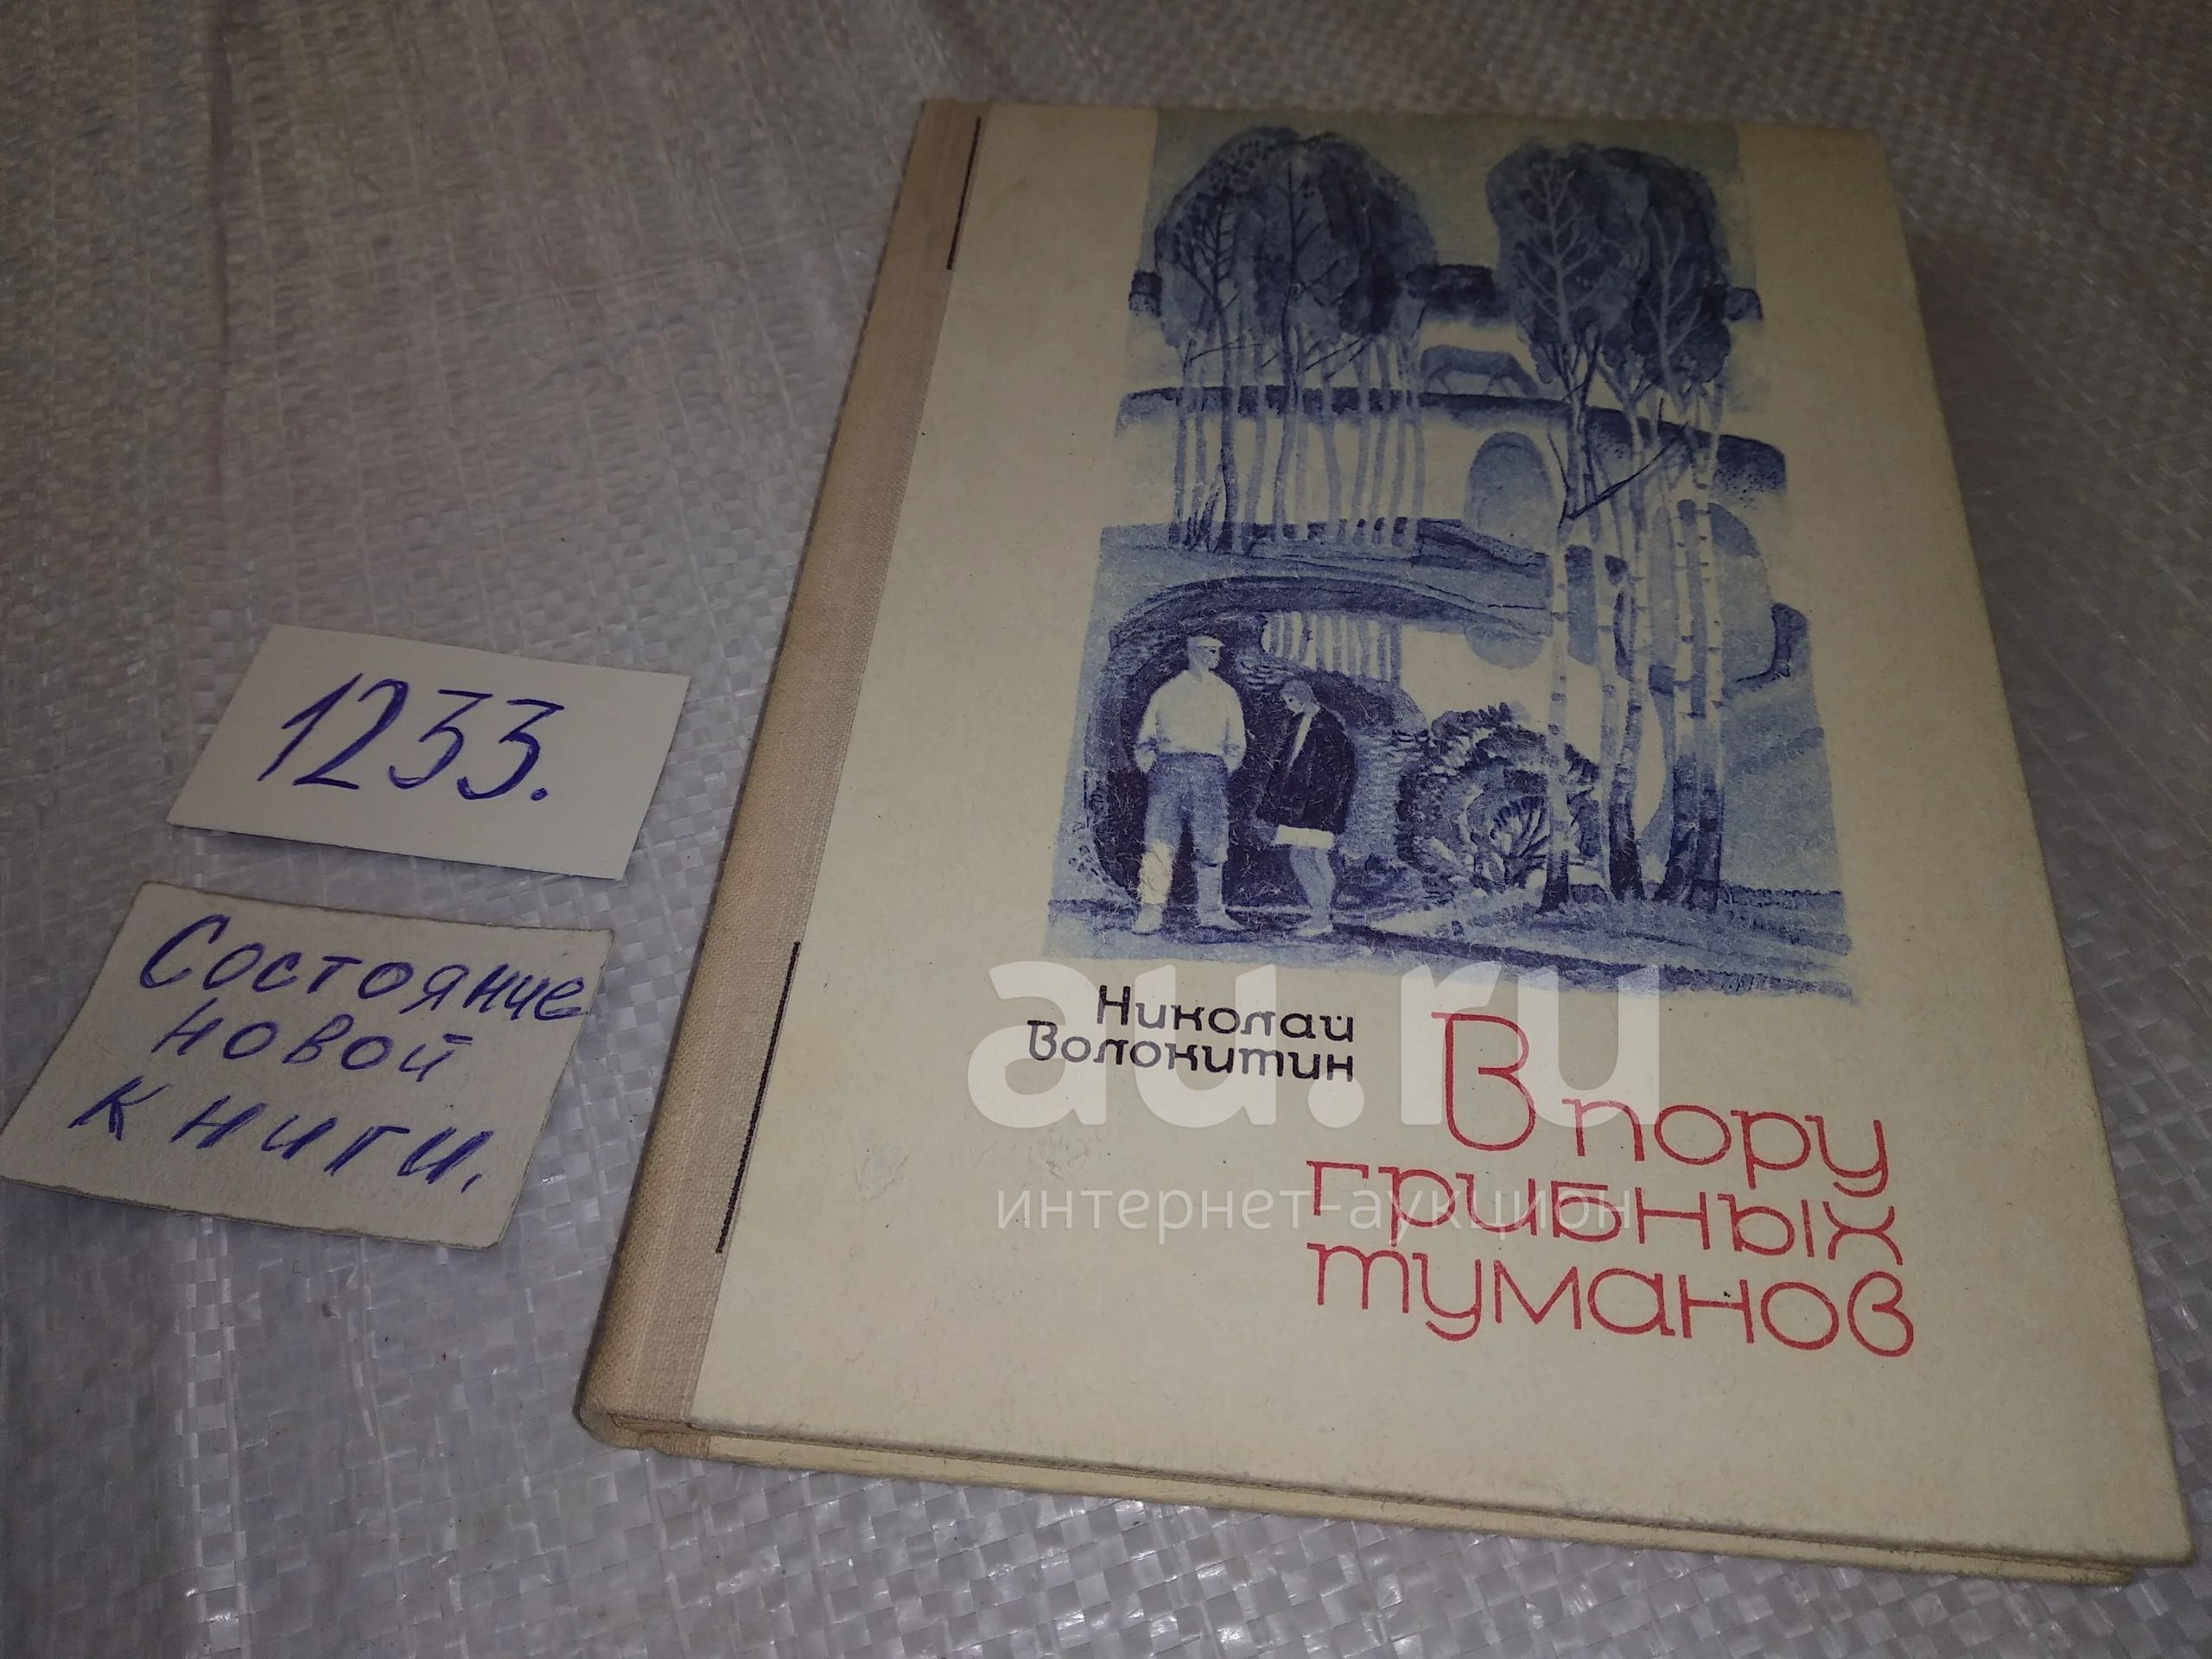 1233.
Состояние
новой
книги.
Николай
Волокитин
В пору
грибных
туманов
au.ru
интернет-аукцион